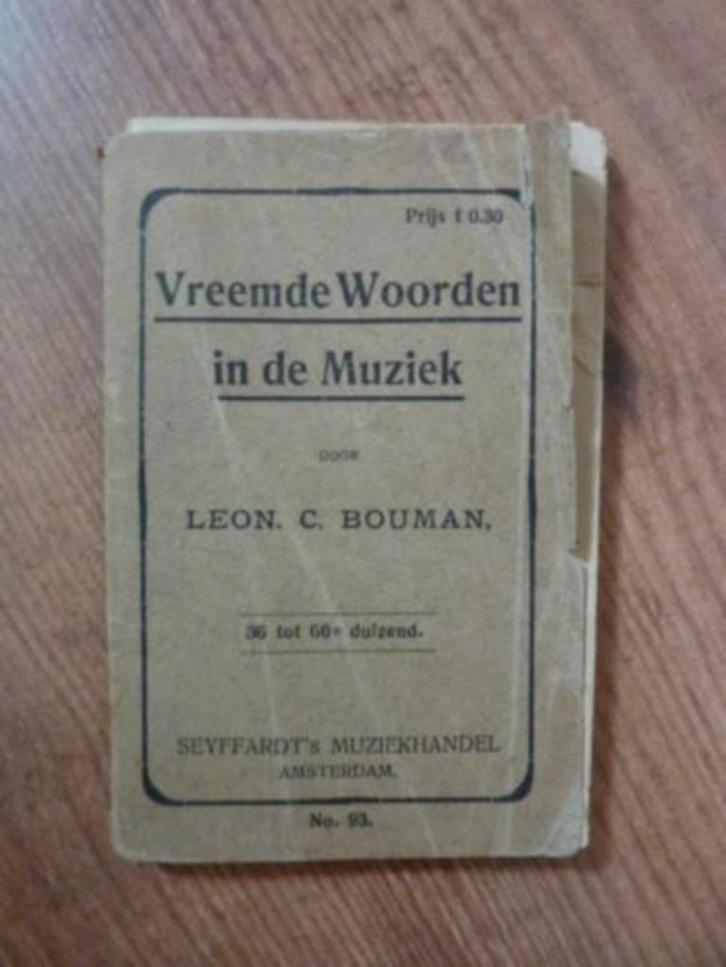 Prijs f 0.30
Vreemde Woorden
in de Muziek
DOOR
LEON. C. BOUMAN,
36 tot 60e duizend.
SEYFFARDT's MUZIEKHANDEL
AMSTERDAM.
No. 93.